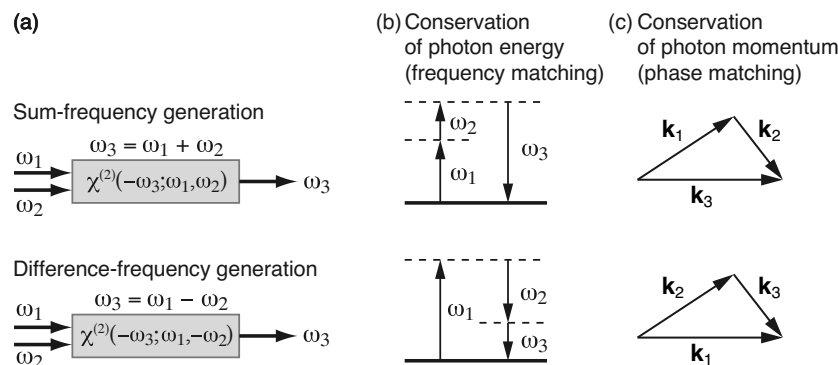 (a)
(b) Conservation
of photon energy
(frequency matching)
(c) Conservation
of photon momentum
(phase matching)
Sum-frequency generation
ω₃ = ω₁ + ω₂
ω₁
ω₂
χ⁽²⁾(−ω₃;ω₁,ω₂)
ω₃
ω₂
ω₁
ω₃
k₁
k₂
k₃
Difference-frequency generation
ω₃ = ω₁ − ω₂
ω₁
ω₂
χ⁽²⁾(−ω₃;ω₁,−ω₂)
ω₃
ω₁
ω₂
ω₃
k₂
k₃
k₁